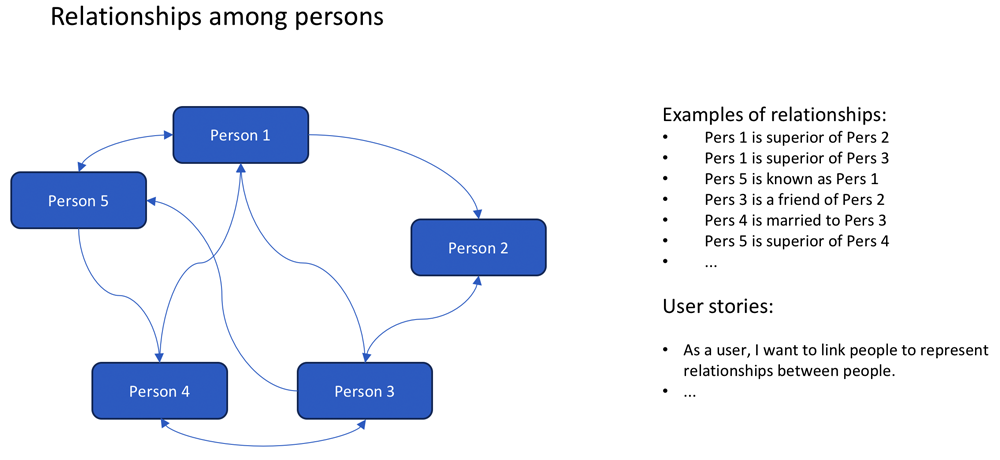 Relationships among persons
Person 1
Person 5
Person 2
Person 4
Person 3
Examples of relationships:
• Pers 1 is superior of Pers 2
• Pers 1 is superior of Pers 3
• Pers 5 is known as Pers 1
• Pers 3 is a friend of Pers 2
• Pers 4 is married to Pers 3
• Pers 5 is superior of Pers 4
• ...
User stories:
• As a user, I want to link people to represent
relationships between people.
• ...